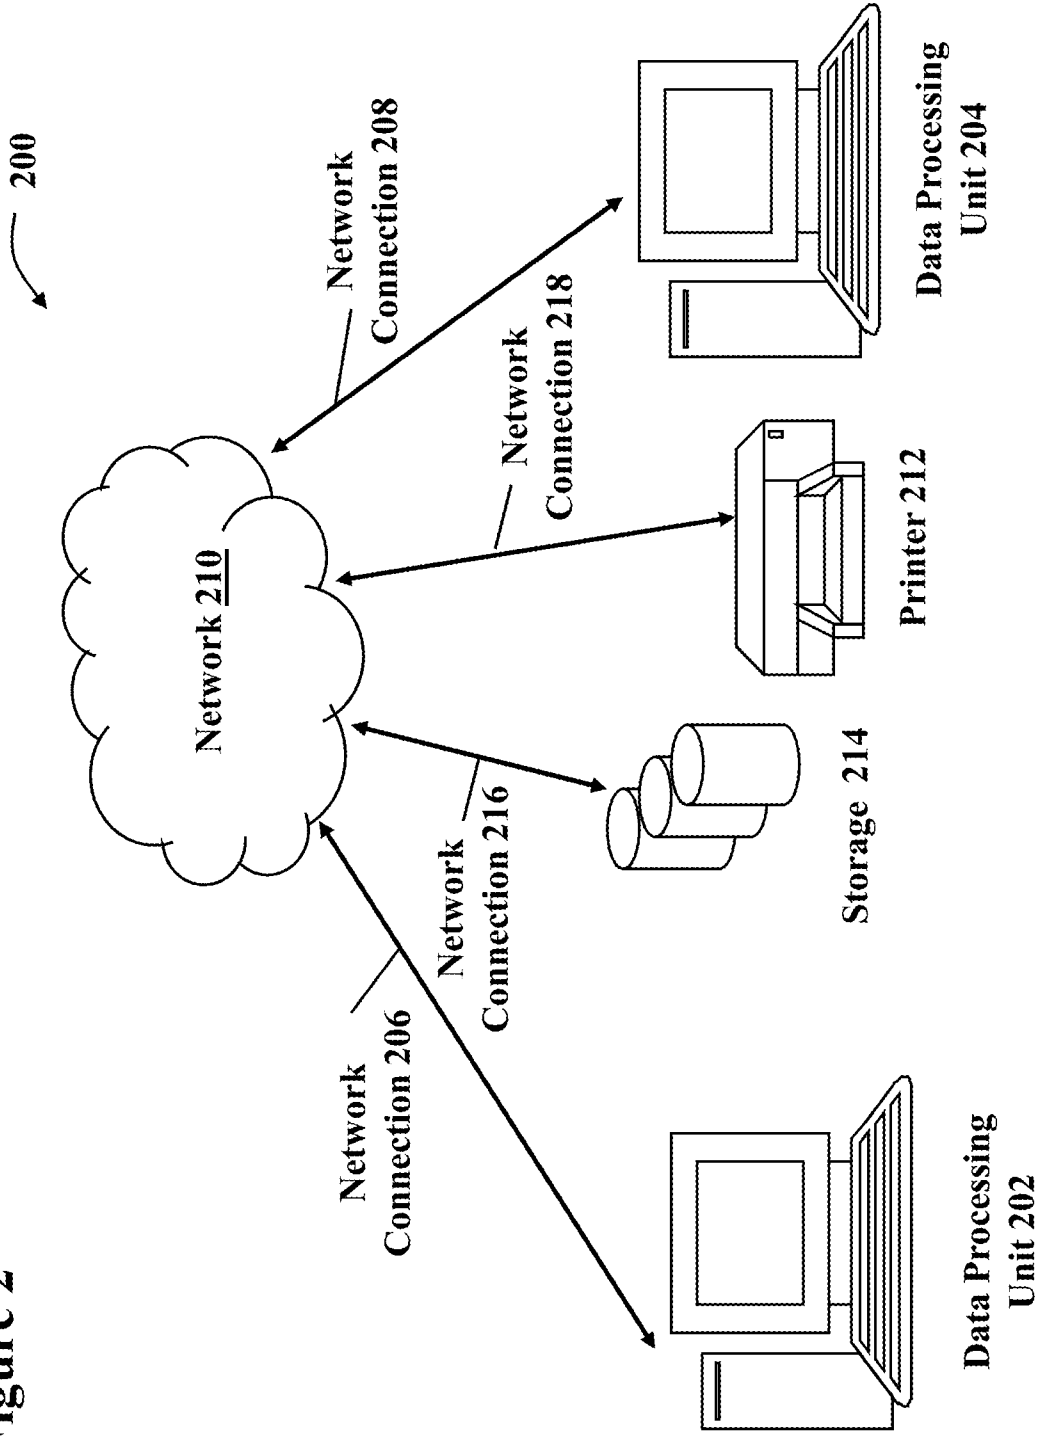 Figure 2
200
Network 210
Network
Connection 206
Network
Connection 216
Network
Connection 218
Network
Connection 208
Data Processing
Unit 202
Storage 214
Printer 212
Data Processing
Unit 204